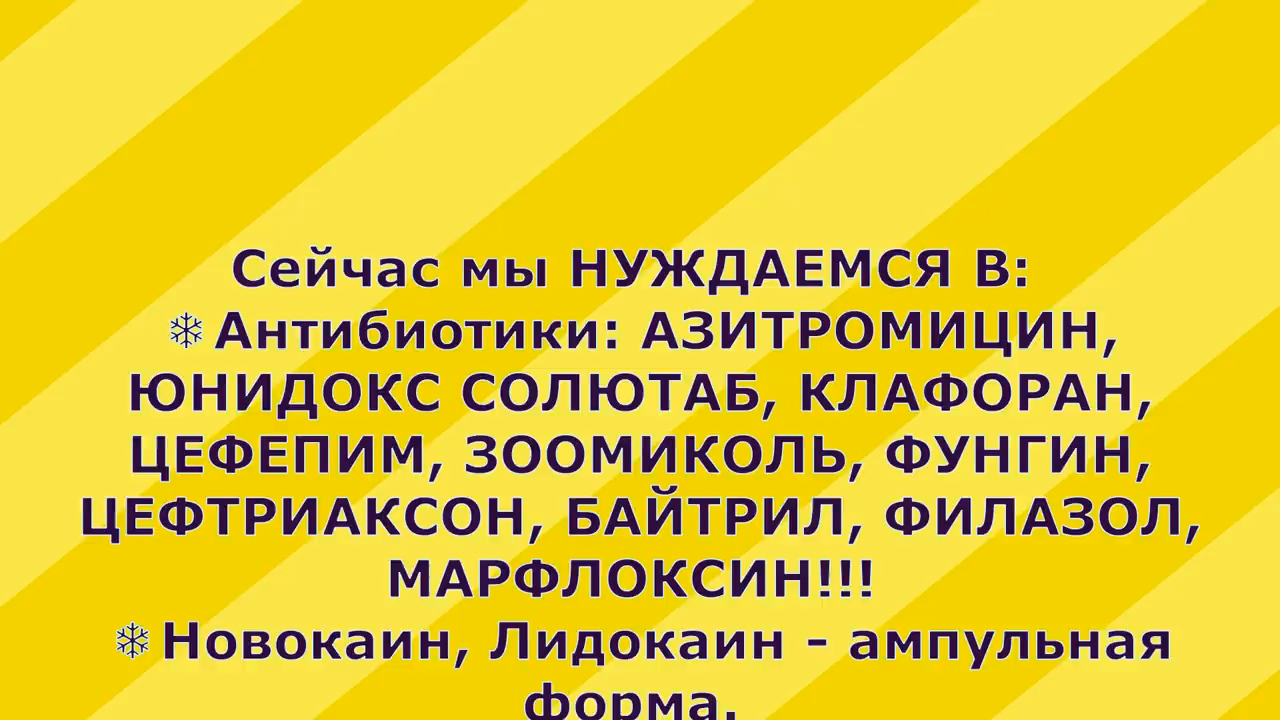 Сейчас мы НУЖДАЕМСЯ В:
❄Антибиотики: АЗИТРОМИЦИН,
ЮНИДОКС СОЛЮТАБ, КЛАФОРАН,
ЦЕФЕПИМ, ЗООМИКОЛЬ, ФУНГИН,
ЦЕФТРИАКСОН, БАЙТРИЛ, ФИЛАЗОЛ,
МАРФЛОКСИН!!!
❄Новокаин, Лидокаин - ампульная
форма.